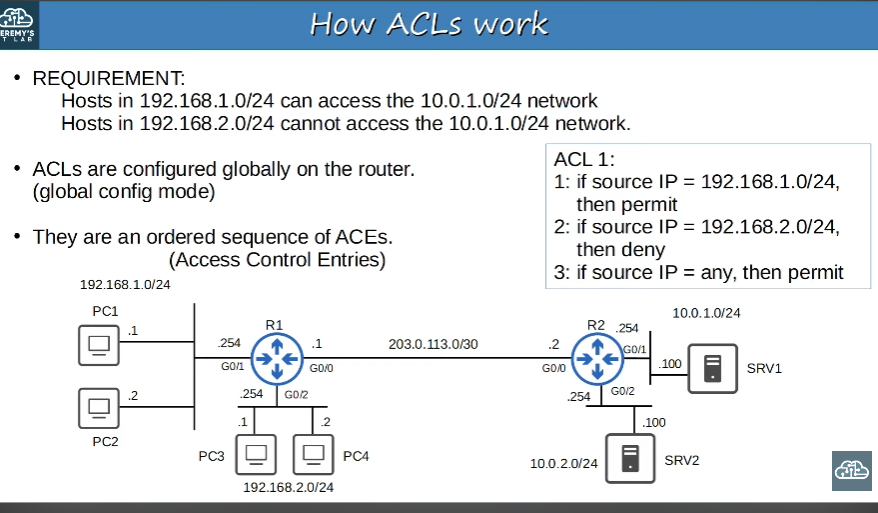 JEREMY'S
IT LAB
How ACLs work
• REQUIREMENT:
Hosts in 192.168.1.0/24 can access the 10.0.1.0/24 network
Hosts in 192.168.2.0/24 cannot access the 10.0.1.0/24 network.
• ACLs are configured globally on the router.
(global config mode)
• They are an ordered sequence of ACEs.
(Access Control Entries)
ACL 1:
1: if source IP = 192.168.1.0/24,
then permit
2: if source IP = 192.168.2.0/24,
then deny
3: if source IP = any, then permit
192.168.1.0/24
PC1
.1
.2
PC2
R1
.254
G0/1
.1
G0/0
.254
G0/2
.1
.2
PC3
PC4
192.168.2.0/24
203.0.113.0/30
R2
.2
G0/0
.254
G0/1
10.0.1.0/24
.100
SRV1
.254
G0/2
.100
10.0.2.0/24
SRV2